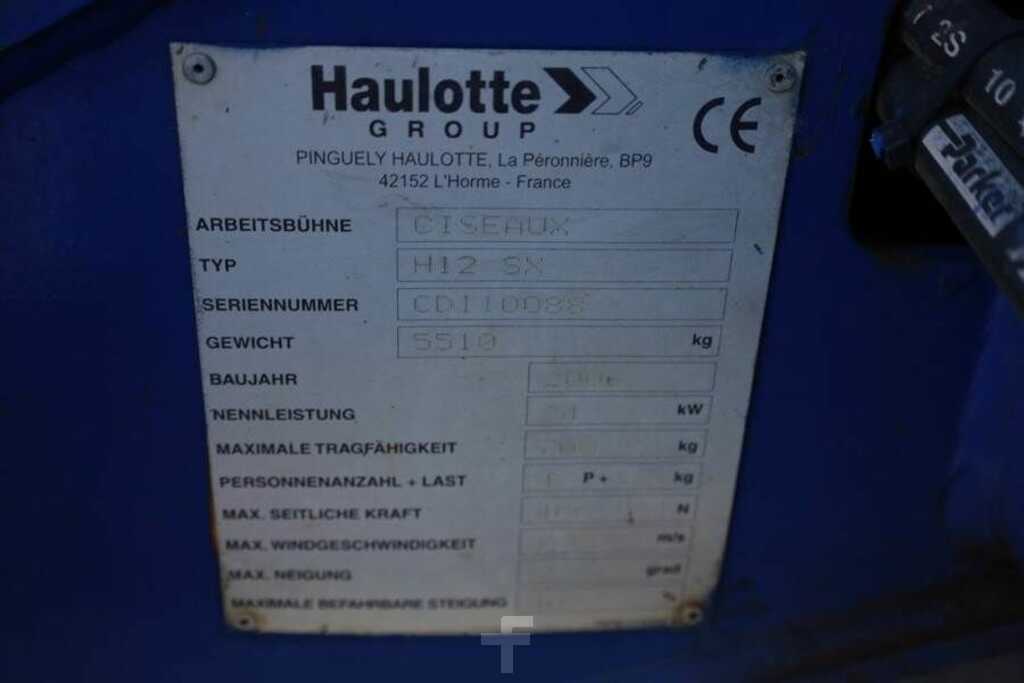 Haulotte
GROUP
CE
PINGUELY HAULOTTE, La Péronnière, BP9
42152 L'Horme - France
ARBEITSBÜHNE CISEAUX
TYP H12 SX
SERIENNUMMER CD110088
GEWICHT 5510 kg
BAUJAHR
NENNLEISTUNG kW
MAXIMALE TRAGFÄHIGKEIT kg
PERSONNENANZAHL + LAST P + kg
MAX. SEITLICHE KRAFT N
MAX. WINDGESCHWINDIGKEIT m/s
MAX. NEIGUNG grad
MAXIMALE BEFAHRBARE STEIGUNG
2S
10
Parker